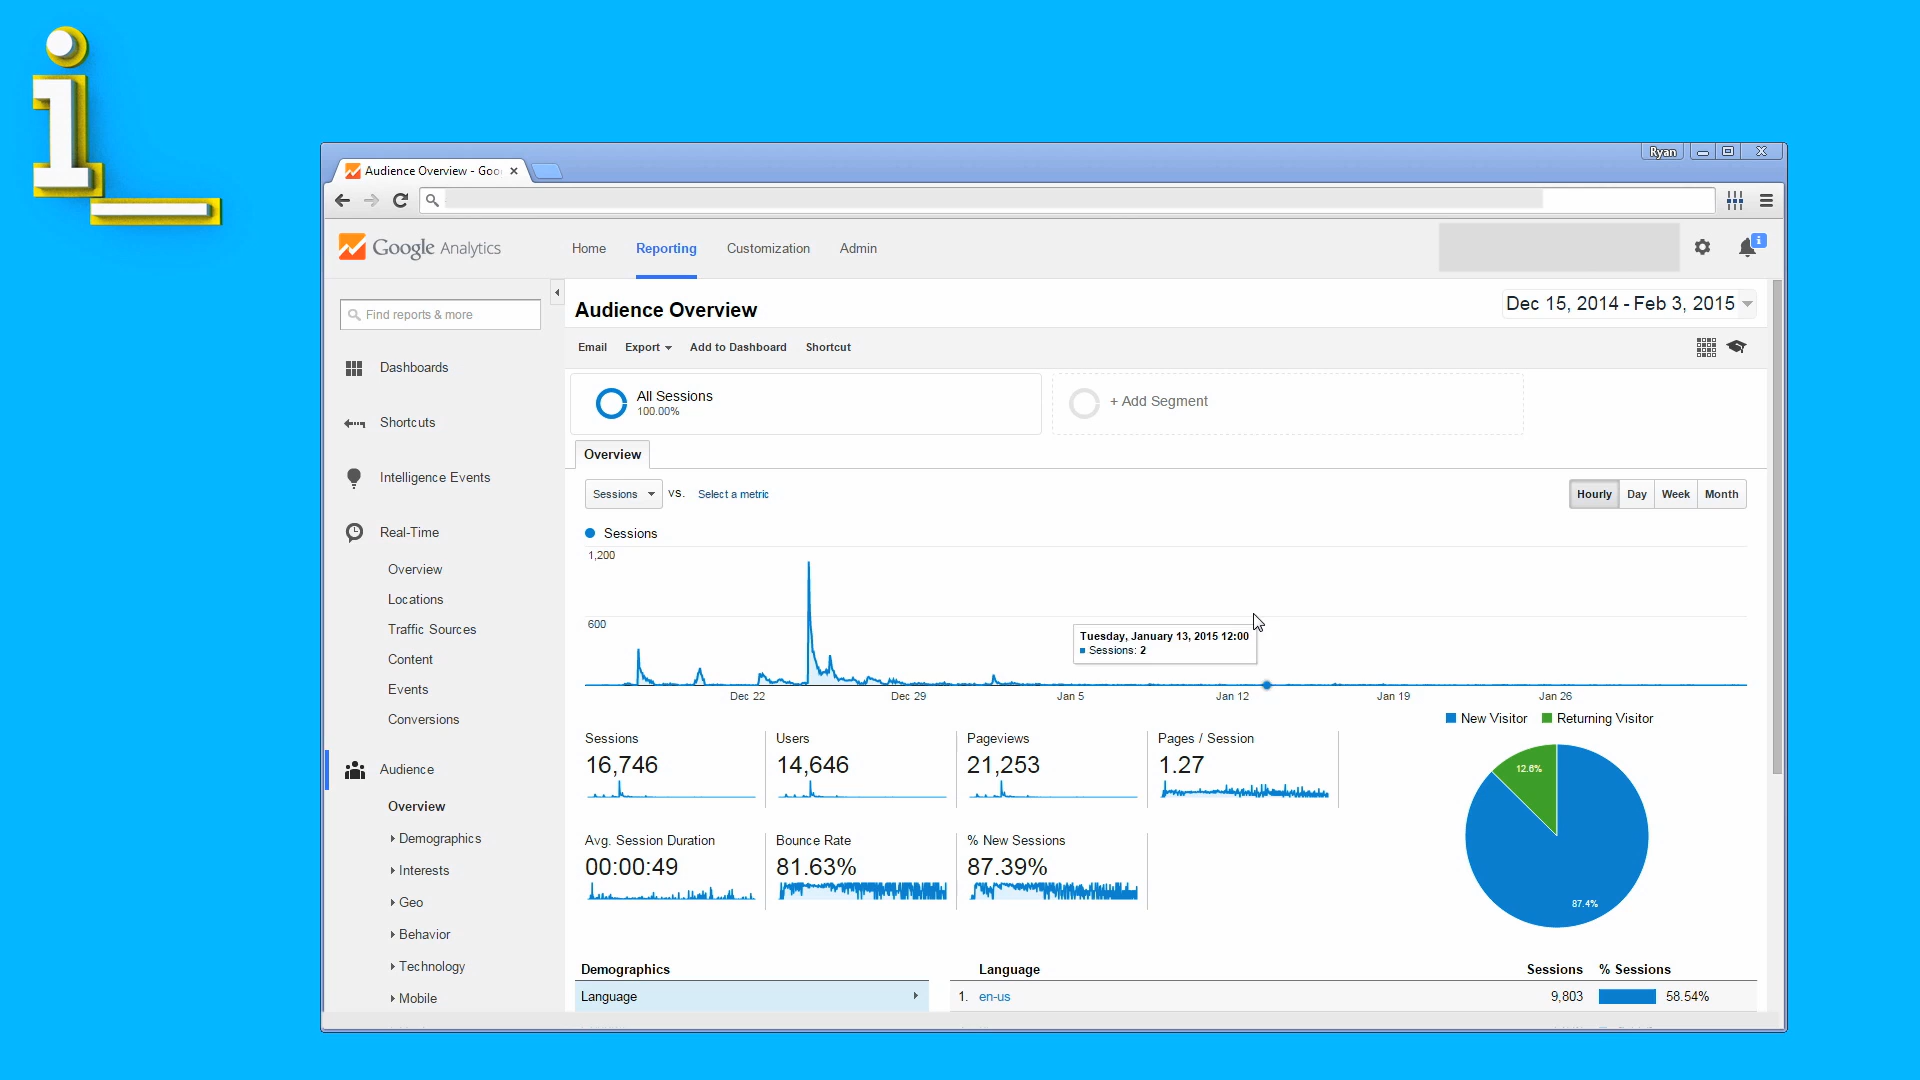 i_
Ryan
Audience Overview - Goo
Google Analytics
Home
Reporting
Customization
Admin
i
Find reports & more
Dashboards
Shortcuts
Intelligence Events
Real-Time
Overview
Locations
Traffic Sources
Content
Events
Conversions
Audience
Overview
Demographics
Interests
Geo
Behavior
Technology
Mobile
Audience Overview
Dec 15, 2014 - Feb 3, 2015
Email Export Add to Dashboard Shortcut
All Sessions
100.00%
+ Add Segment
Overview
Sessions VS. Select a metric
Hourly Day Week Month
Sessions
1,200
600
Tuesday, January 13, 2015 12:00
Sessions: 2
Dec 22 Dec 29 Jan 5 Jan 12 Jan 19 Jan 26
Sessions
16,746
Users
14,646
Pageviews
21,253
Pages / Session
1.27
Avg. Session Duration
00:00:49
Bounce Rate
81.63%
% New Sessions
87.39%
New Visitor Returning Visitor
12.6%
87.4%
Demographics
Language
Language Sessions % Sessions
1. en-us 9,803 58.54%